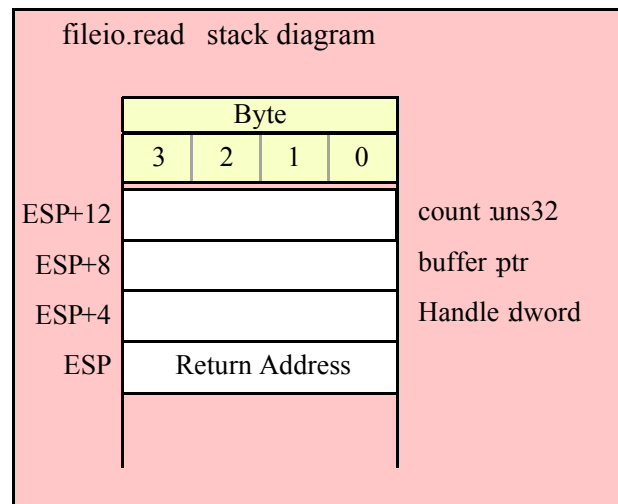 fileio.read stack diagram
Byte
3 2 1 0
ESP+12 count :uns32
ESP+8 buffer :ptr
ESP+4 Handle :dword
ESP Return Address